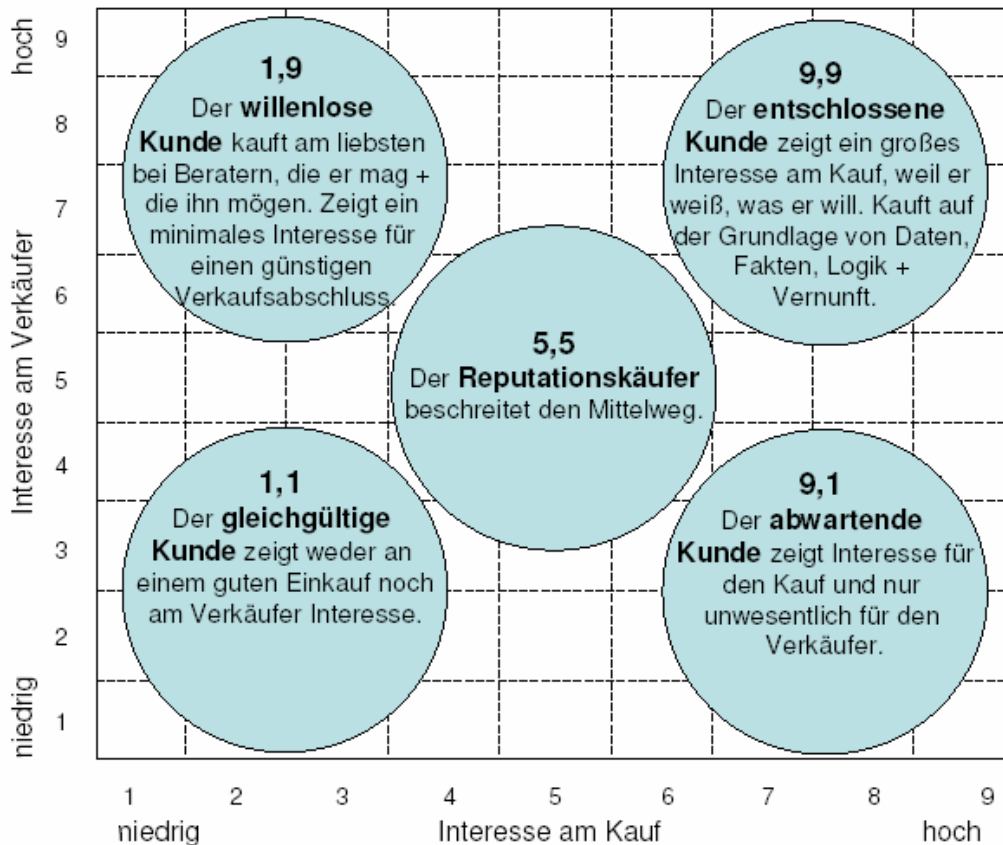 hoch
9
8
7
6
5
4
3
2
1
niedrig
Interesse am Verkäufer
1,9
Der willenlose
Kunde kauft am liebsten
bei Beratern, die er mag +
die ihn mögen. Zeigt ein
minimales Interesse für
einen günstigen
Verkaufsabschluss.
9,9
Der entschlossene
Kunde zeigt ein großes
Interesse am Kauf, weil er
weiß, was er will. Kauft auf
der Grundlage von Daten,
Fakten, Logik +
Vernunft.
5,5
Der Reputationskäufer
beschreitet den Mittelweg.
1,1
Der gleichgültige
Kunde zeigt weder an
einem guten Einkauf noch
am Verkäufer Interesse.
9,1
Der abwartende
Kunde zeigt Interesse für
den Kauf und nur
unwesentlich für den
Verkäufer.
1 2 3 4 5 6 7 8 9
niedrig Interesse am Kauf hoch